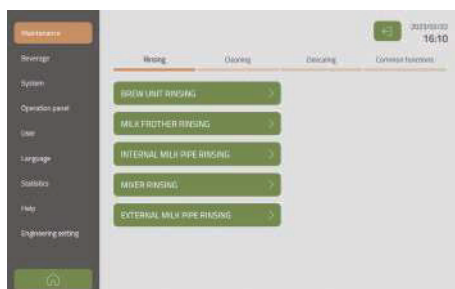 Maintenance
Beverage
System
Operation panel
User
Language
Statistics
Help
Engineering setting
16:10
Rinsing
Cleaning
Descaling
Common functions
BREW UNIT RINSING
MILK FROTHER RINSING
INTERNAL MILK PIPE RINSING
MIXER RINSING
EXTERNAL MILK PIPE RINSING